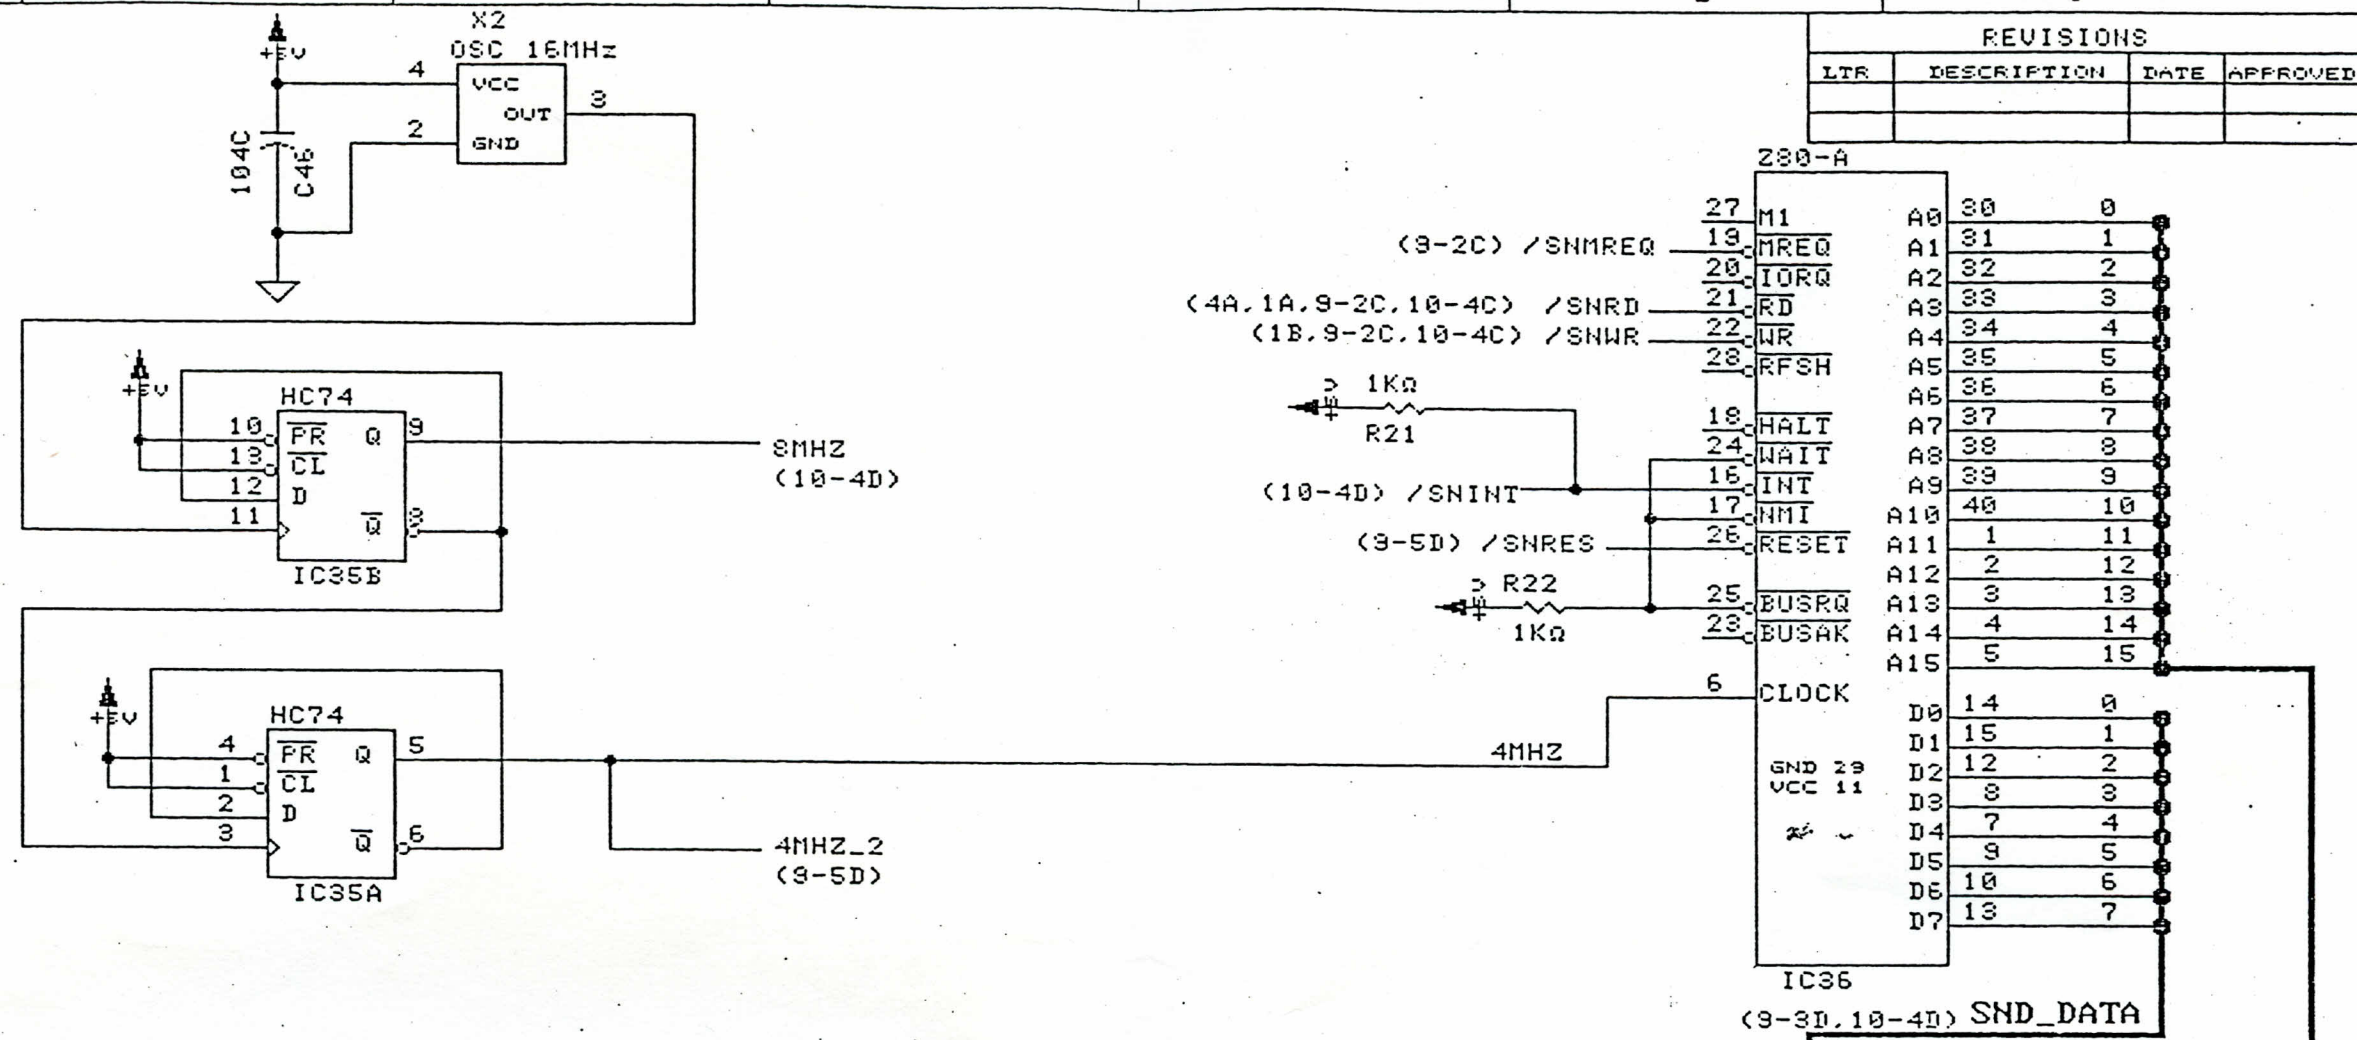 X2
OSC 16MHz
+5V
4
VCC
OUT
3
2
GND
104C
C46
REVISIONS
LTR DESCRIPTION DATE APPROVED
+5V
HC74
10 PR Q 9
13 CL
12 D
11 Q 8
IC35B
8MHZ
(10-4D)
+5V
HC74
4 PR Q 5
1 CL
2 D
3 Q 6
IC35A
4MHZ_2
(9-5D)
4MHZ
Z80-A
27 M1
(9-2C) /SNMREQ 19 MREQ
20 IORQ
(4A,1A,9-2C,10-4C) /SNRD 21 RD
(1B,9-2C,10-4C) /SNWR 22 WR
28 RFSH
+5V 1KΩ
R21
18 HALT
24 WAIT
(10-4D) /SNINT 16 INT
17 NMI
(9-5D) /SNRES 26 RESET
+5V R22
1KΩ
25 BUSRQ
23 BUSAK
6 CLOCK
GND 29
VCC 11
A0 30 0
A1 31 1
A2 32 2
A3 33 3
A4 34 4
A5 35 5
A6 36 6
A7 37 7
A8 38 8
A9 39 9
A10 40 10
A11 1 11
A12 2 12
A13 3 13
A14 4 14
A15 5 15
D0 14 0
D1 15 1
D2 12 2
D3 8 3
D4 7 4
D5 9 5
D6 10 6
D7 13 7
IC36
(9-3D,10-4D) SND_DATA